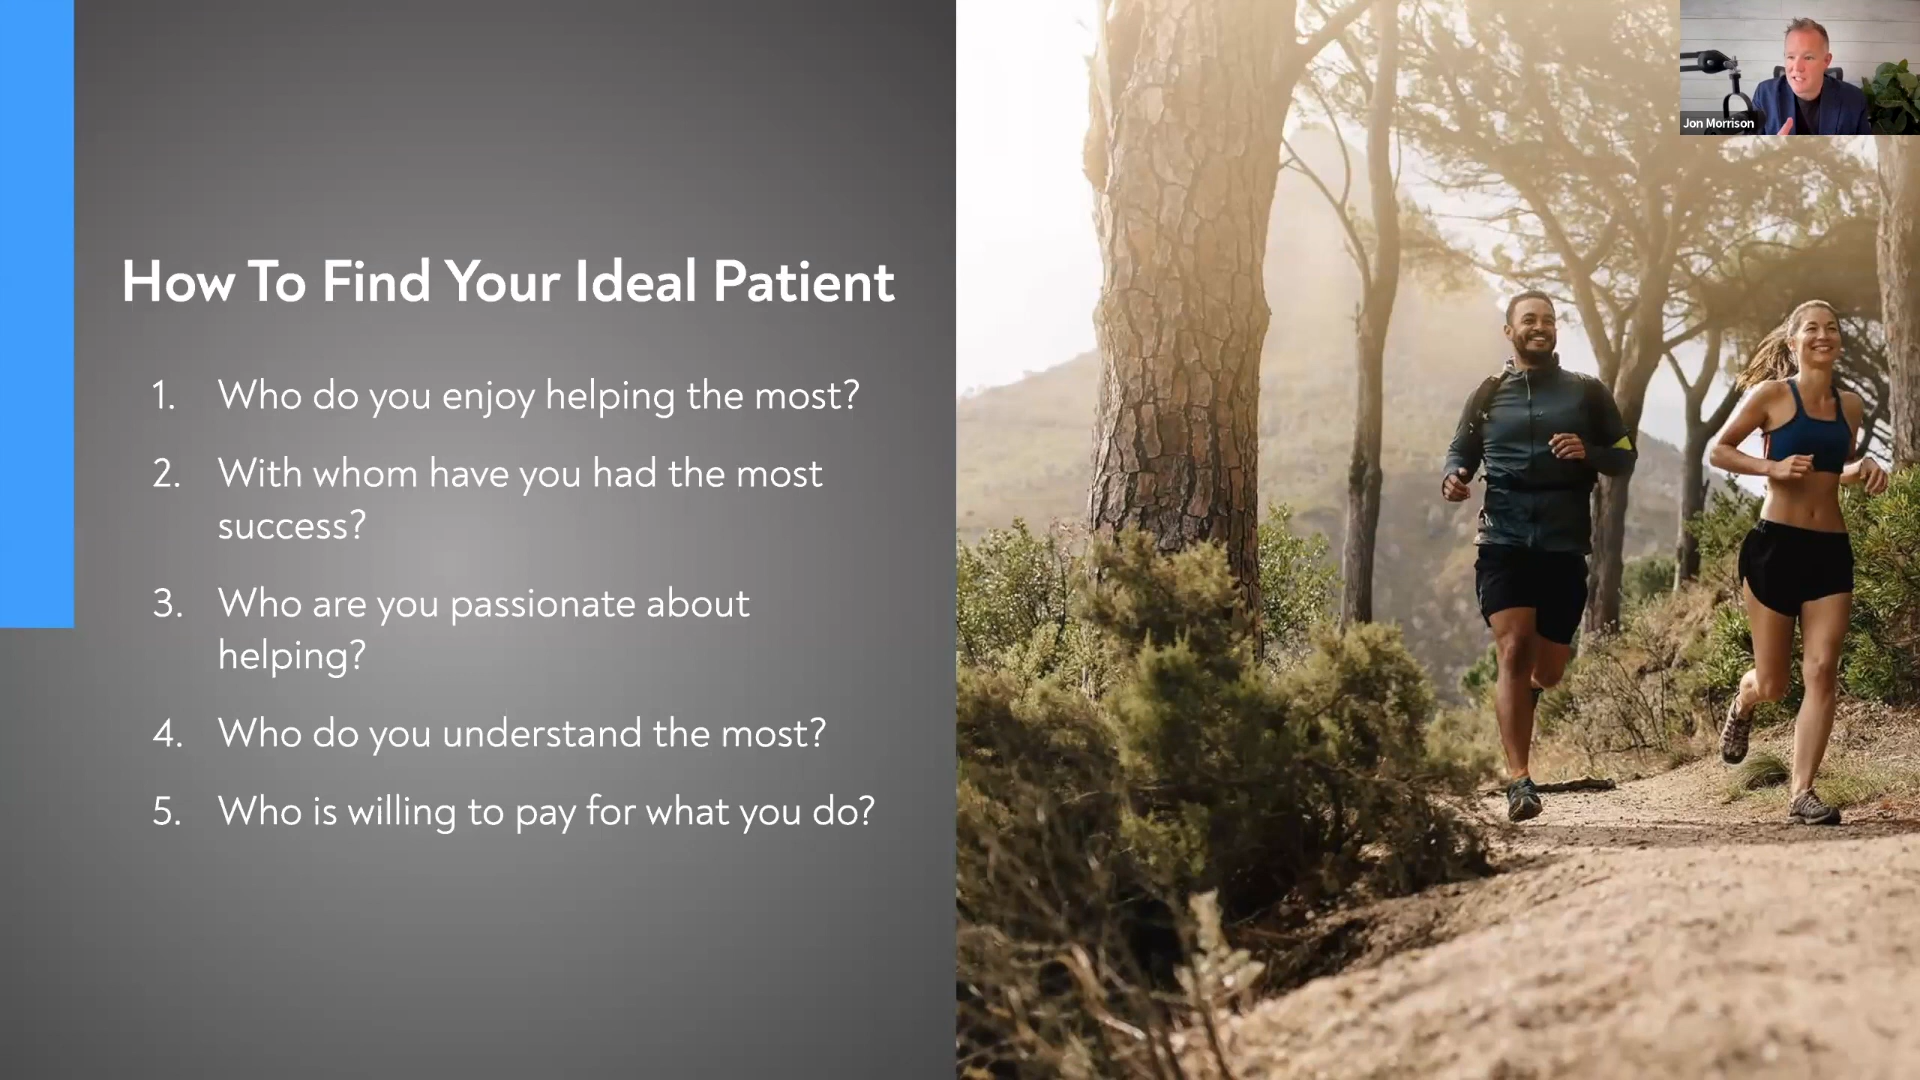 How To Find Your Ideal Patient
1. Who do you enjoy helping the most?
2. With whom have you had the most
success?
3. Who are you passionate about
helping?
4. Who do you understand the most?
5. Who is willing to pay for what you do?
Jon Morrison